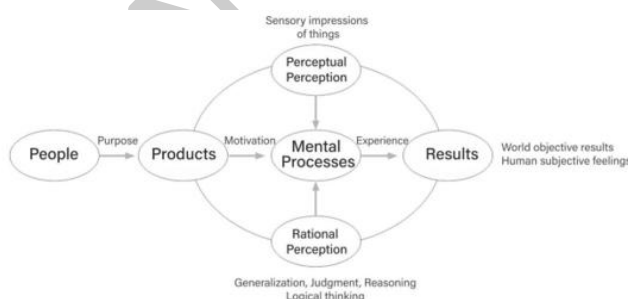 Sensory impressions
of things
Perceptual
Perception
People
Purpose
Products
Motivation
Mental
Processes
Experience
Results
World objective results
Human subjective feelings
Rational
Perception
Generalization, Judgment, Reasoning
Logical thinking